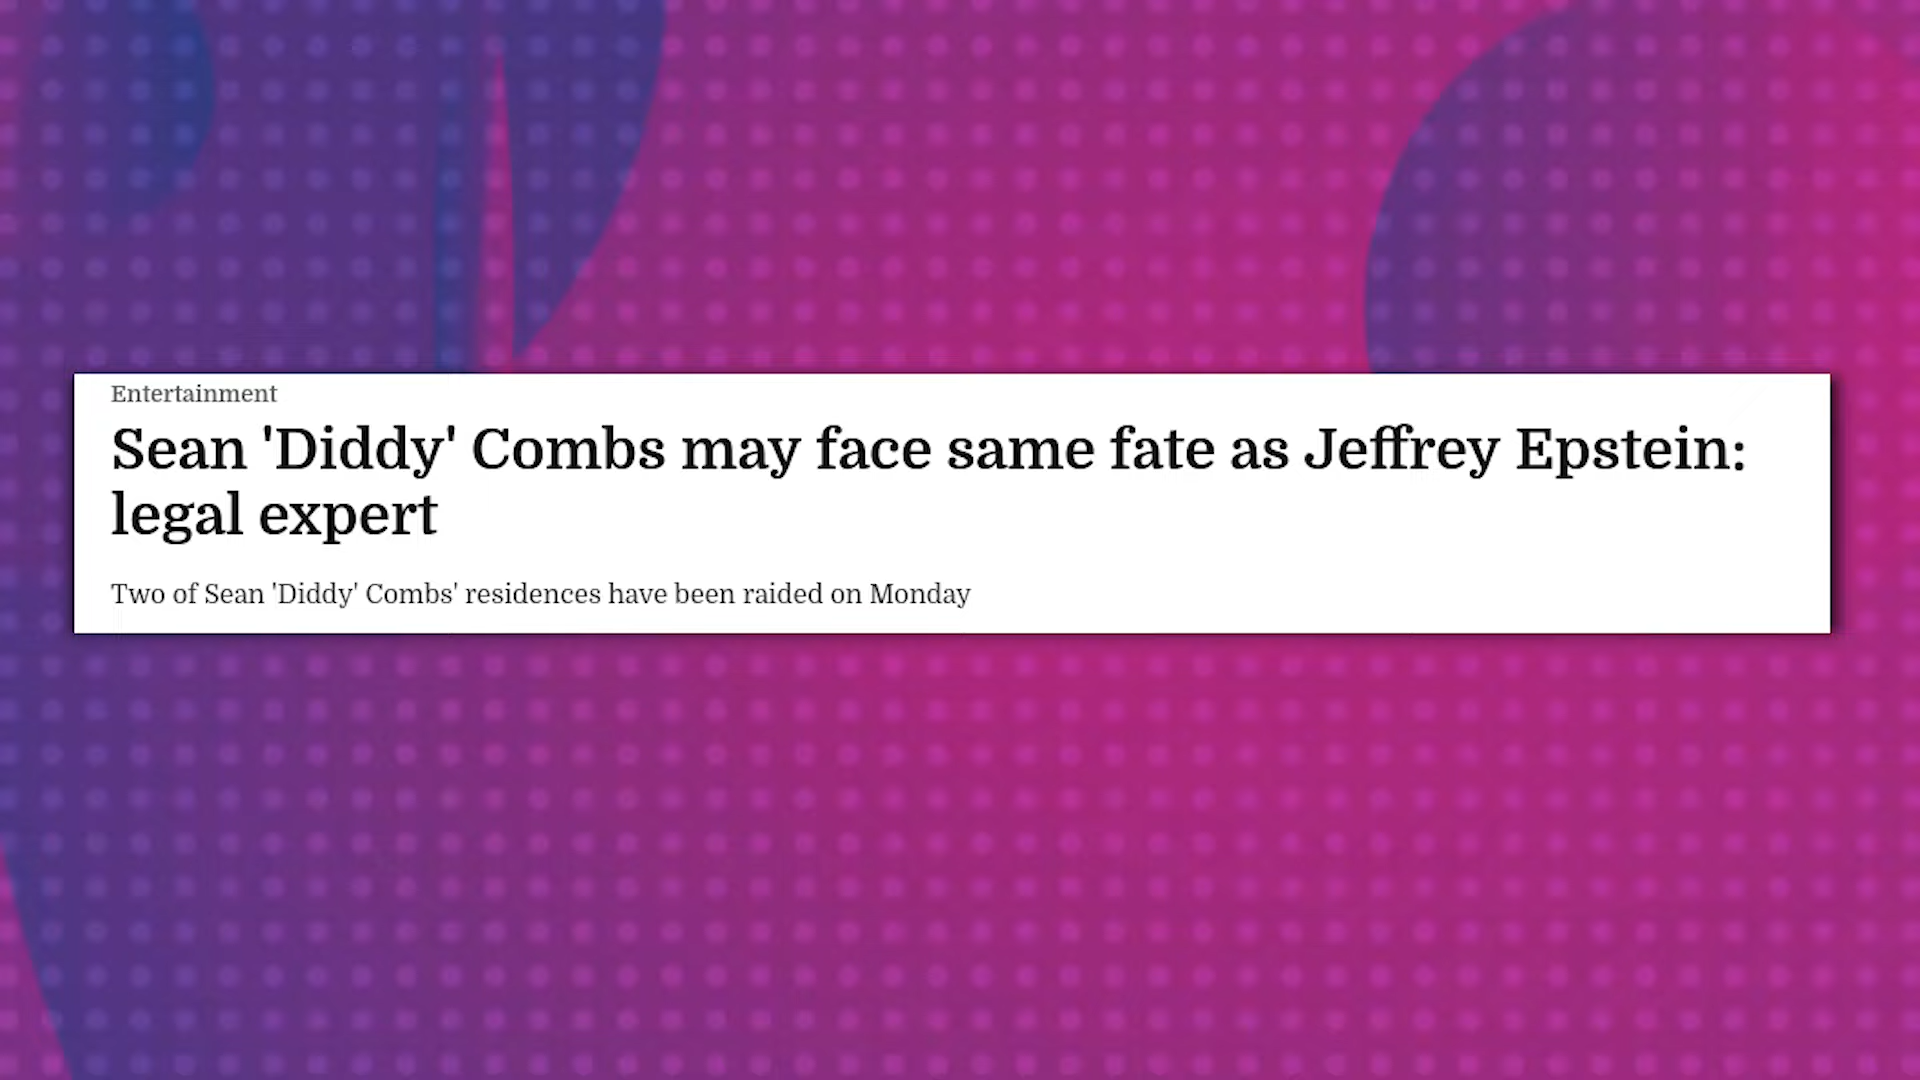 Entertainment
Sean 'Diddy' Combs may face same fate as Jeffrey Epstein:
legal expert
Two of Sean 'Diddy' Combs' residences have been raided on Monday